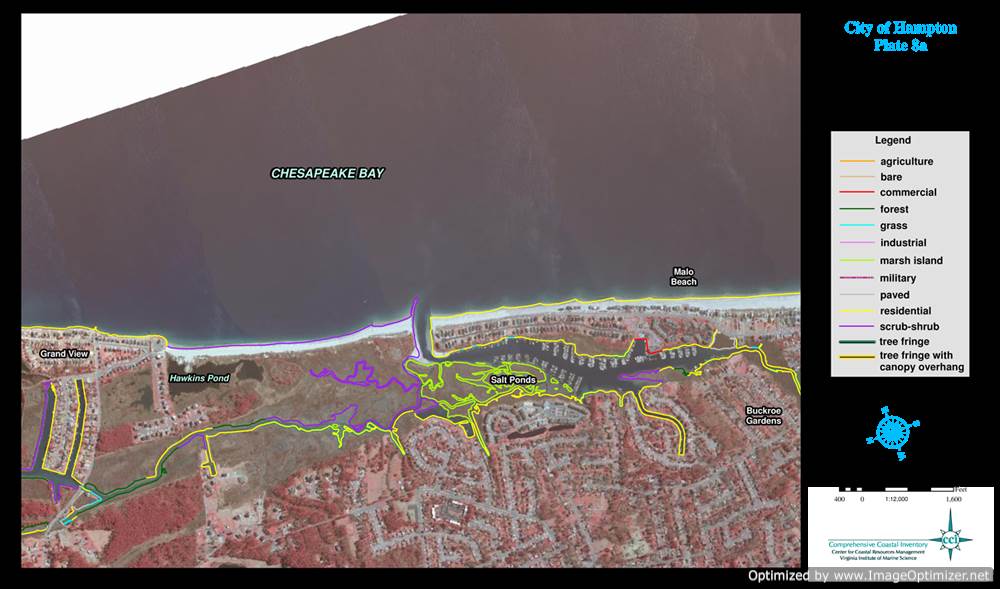 City of Hampton
Plate 8a
CHESAPEAKE BAY
Malo
Beach
Grand View
Hawkins Pond
Salt Ponds
Buckroe
Gardens
Legend
agriculture
bare
commercial
forest
grass
industrial
marsh island
military
paved
residential
scrub-shrub
tree fringe
tree fringe with
canopy overhang
Feet
400 0 1:12,000 1,600
Comprehensive Coastal Inventory
Center for Coastal Resources Management
Virginia Institute of Marine Science
cci
Optimized by www.ImageOptimizer.net